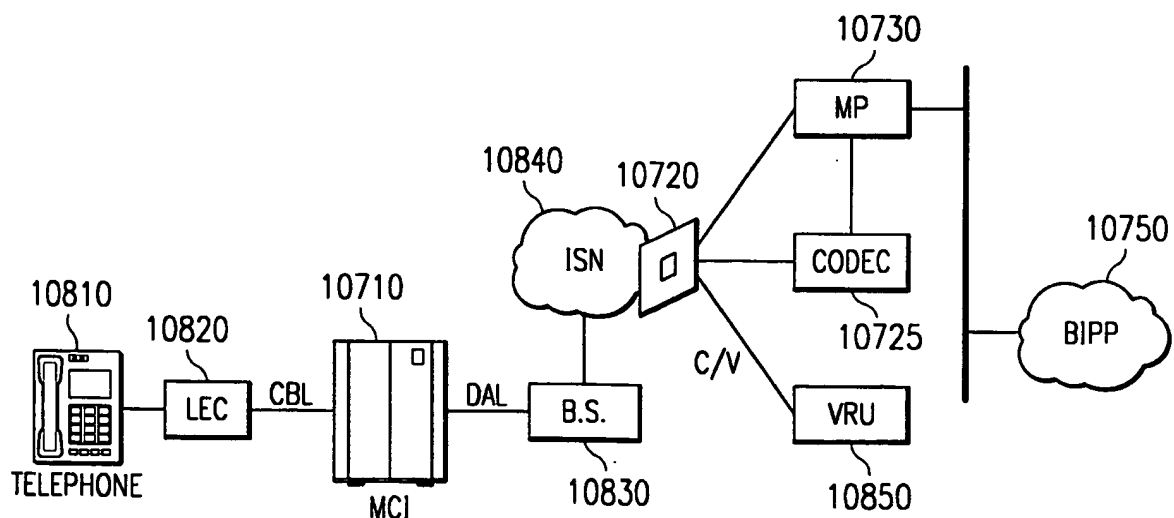 10730
MP
10840
10720
ISN
10750
CODEC
10725
BIPP
10810
10820
10710
C/V
LEC
CBL
DAL
B.S.
VRU
TELEPHONE
MCI
10830
10850